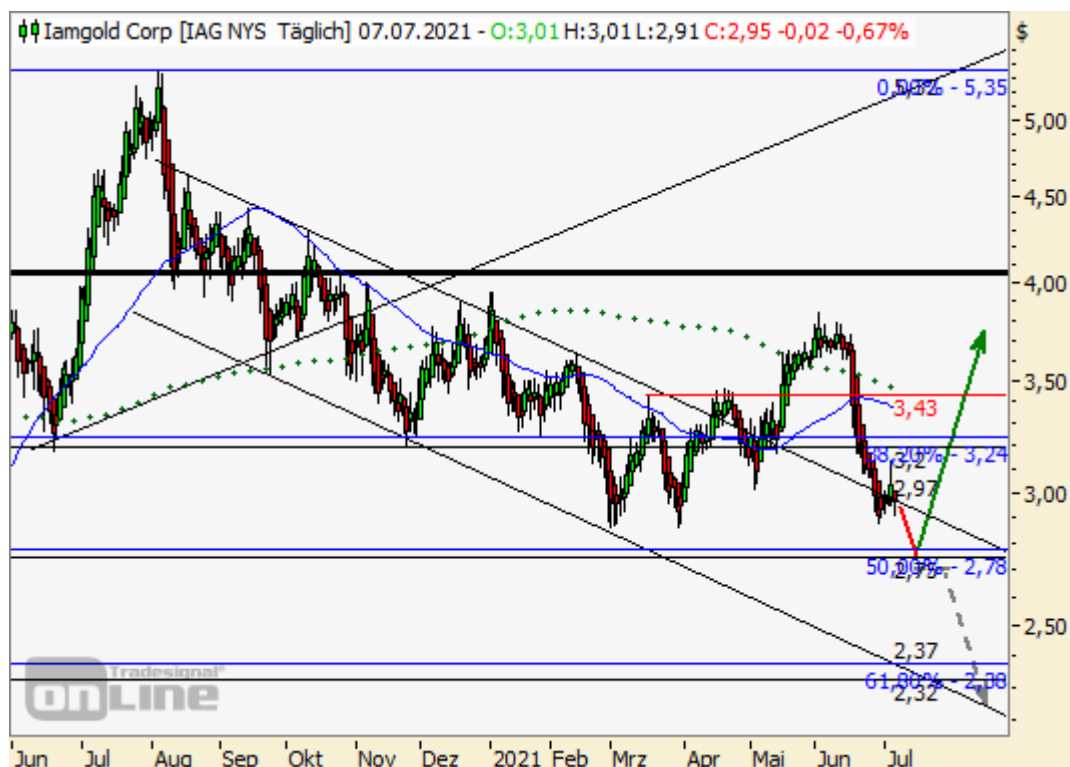 Iamgold Corp [IAG NYS Täglich] 07.07.2021 - O:3,01 H:3,01 L:2,91 C:2,95 -0,02 -0,67%
$
- 5,35
5,00
4,50
4,00
3,50
3,43
38,20% - 3,24
3,2
2,97
3,00
50,00% - 2,78
2,50
2,37
61,80% - 2,38
2,32
Tradesignal®
onLine
Jun Jul Aug Sep Okt Nov Dez 2021 Feb Mrz Apr Mai Jun Jul